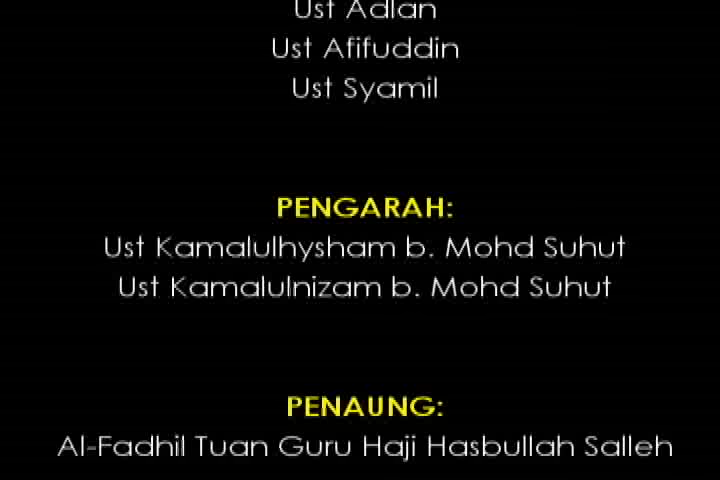 Ust Adlan
Ust Afifuddin
Ust Syamil
PENGARAH:
Ust Kamalulhysham b. Mohd Suhut
Ust Kamalulnizam b. Mohd Suhut
PENAUNG:
Al-Fadhil Tuan Guru Haji Hasbullah Salleh